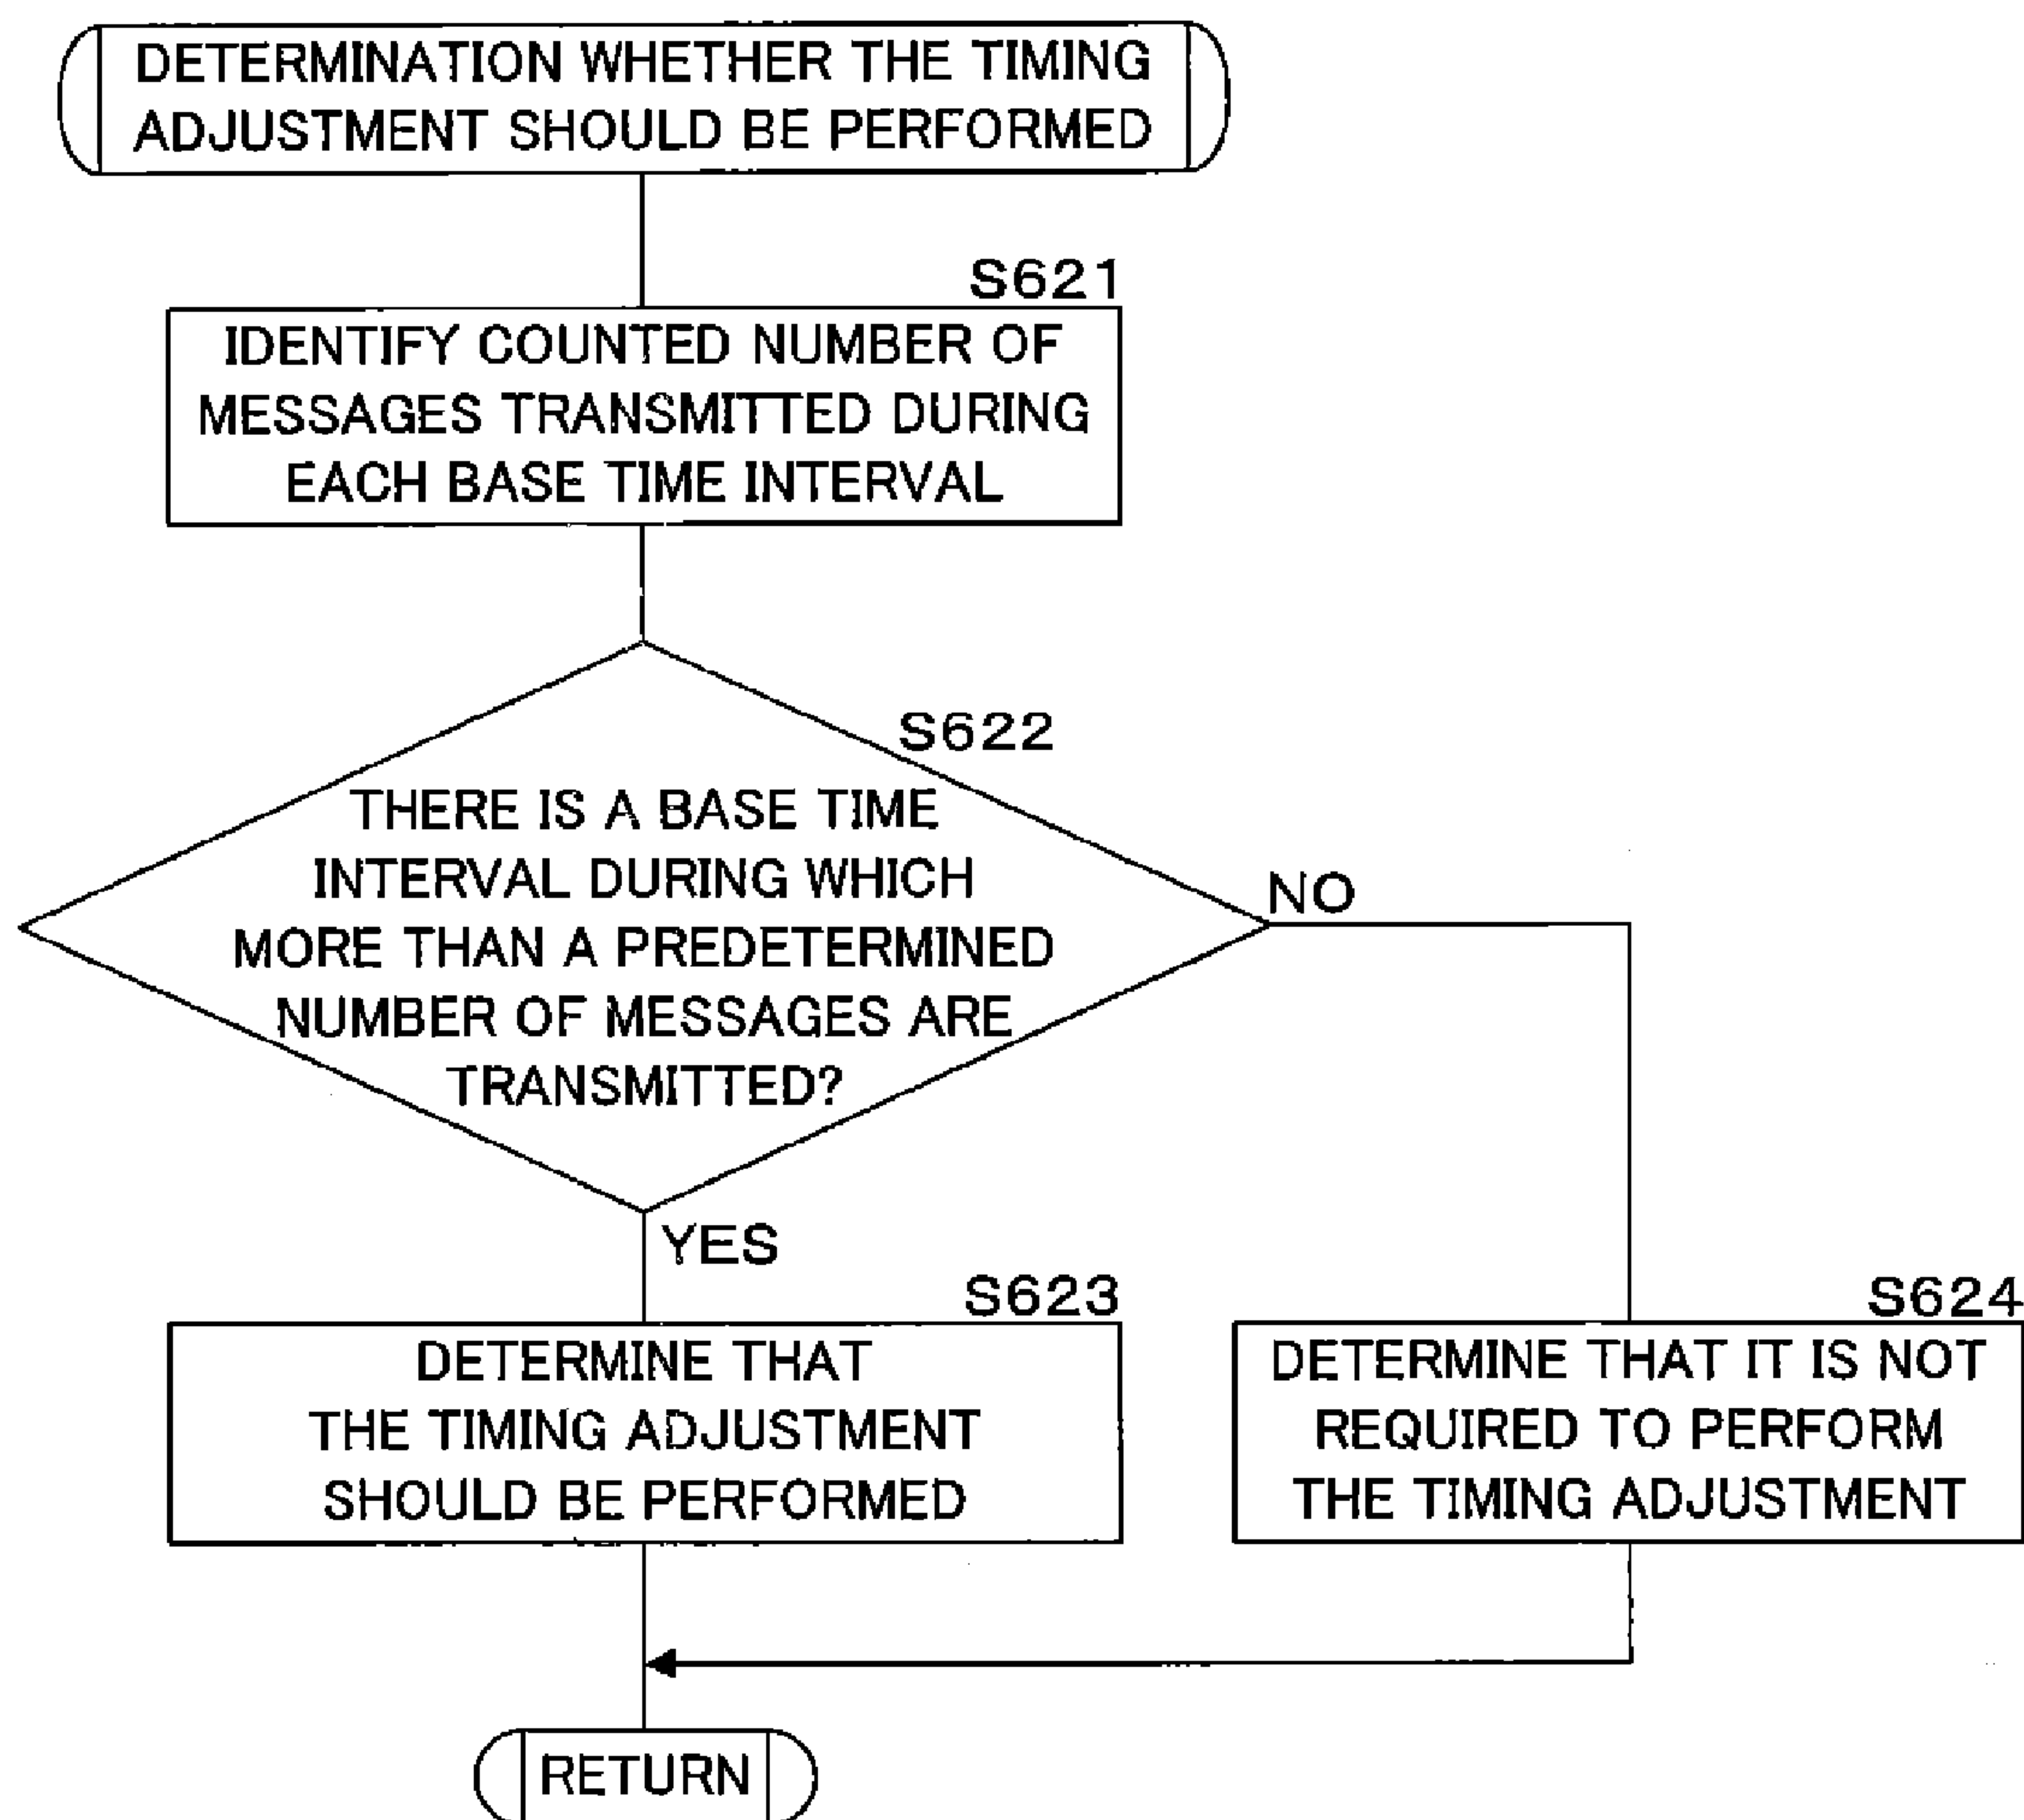 DETERMINATION WHETHER THE TIMING
ADJUSTMENT SHOULD BE PERFORMED
S621
IDENTIFY COUNTED NUMBER OF
MESSAGES TRANSMITTED DURING
EACH BASE TIME INTERVAL
S622
THERE IS A BASE TIME
INTERVAL DURING WHICH
MORE THAN A PREDETERMINED
NUMBER OF MESSAGES ARE
TRANSMITTED?
NO
YES
S623
DETERMINE THAT
THE TIMING ADJUSTMENT
SHOULD BE PERFORMED
S624
DETERMINE THAT IT IS NOT
REQUIRED TO PERFORM
THE TIMING ADJUSTMENT
RETURN